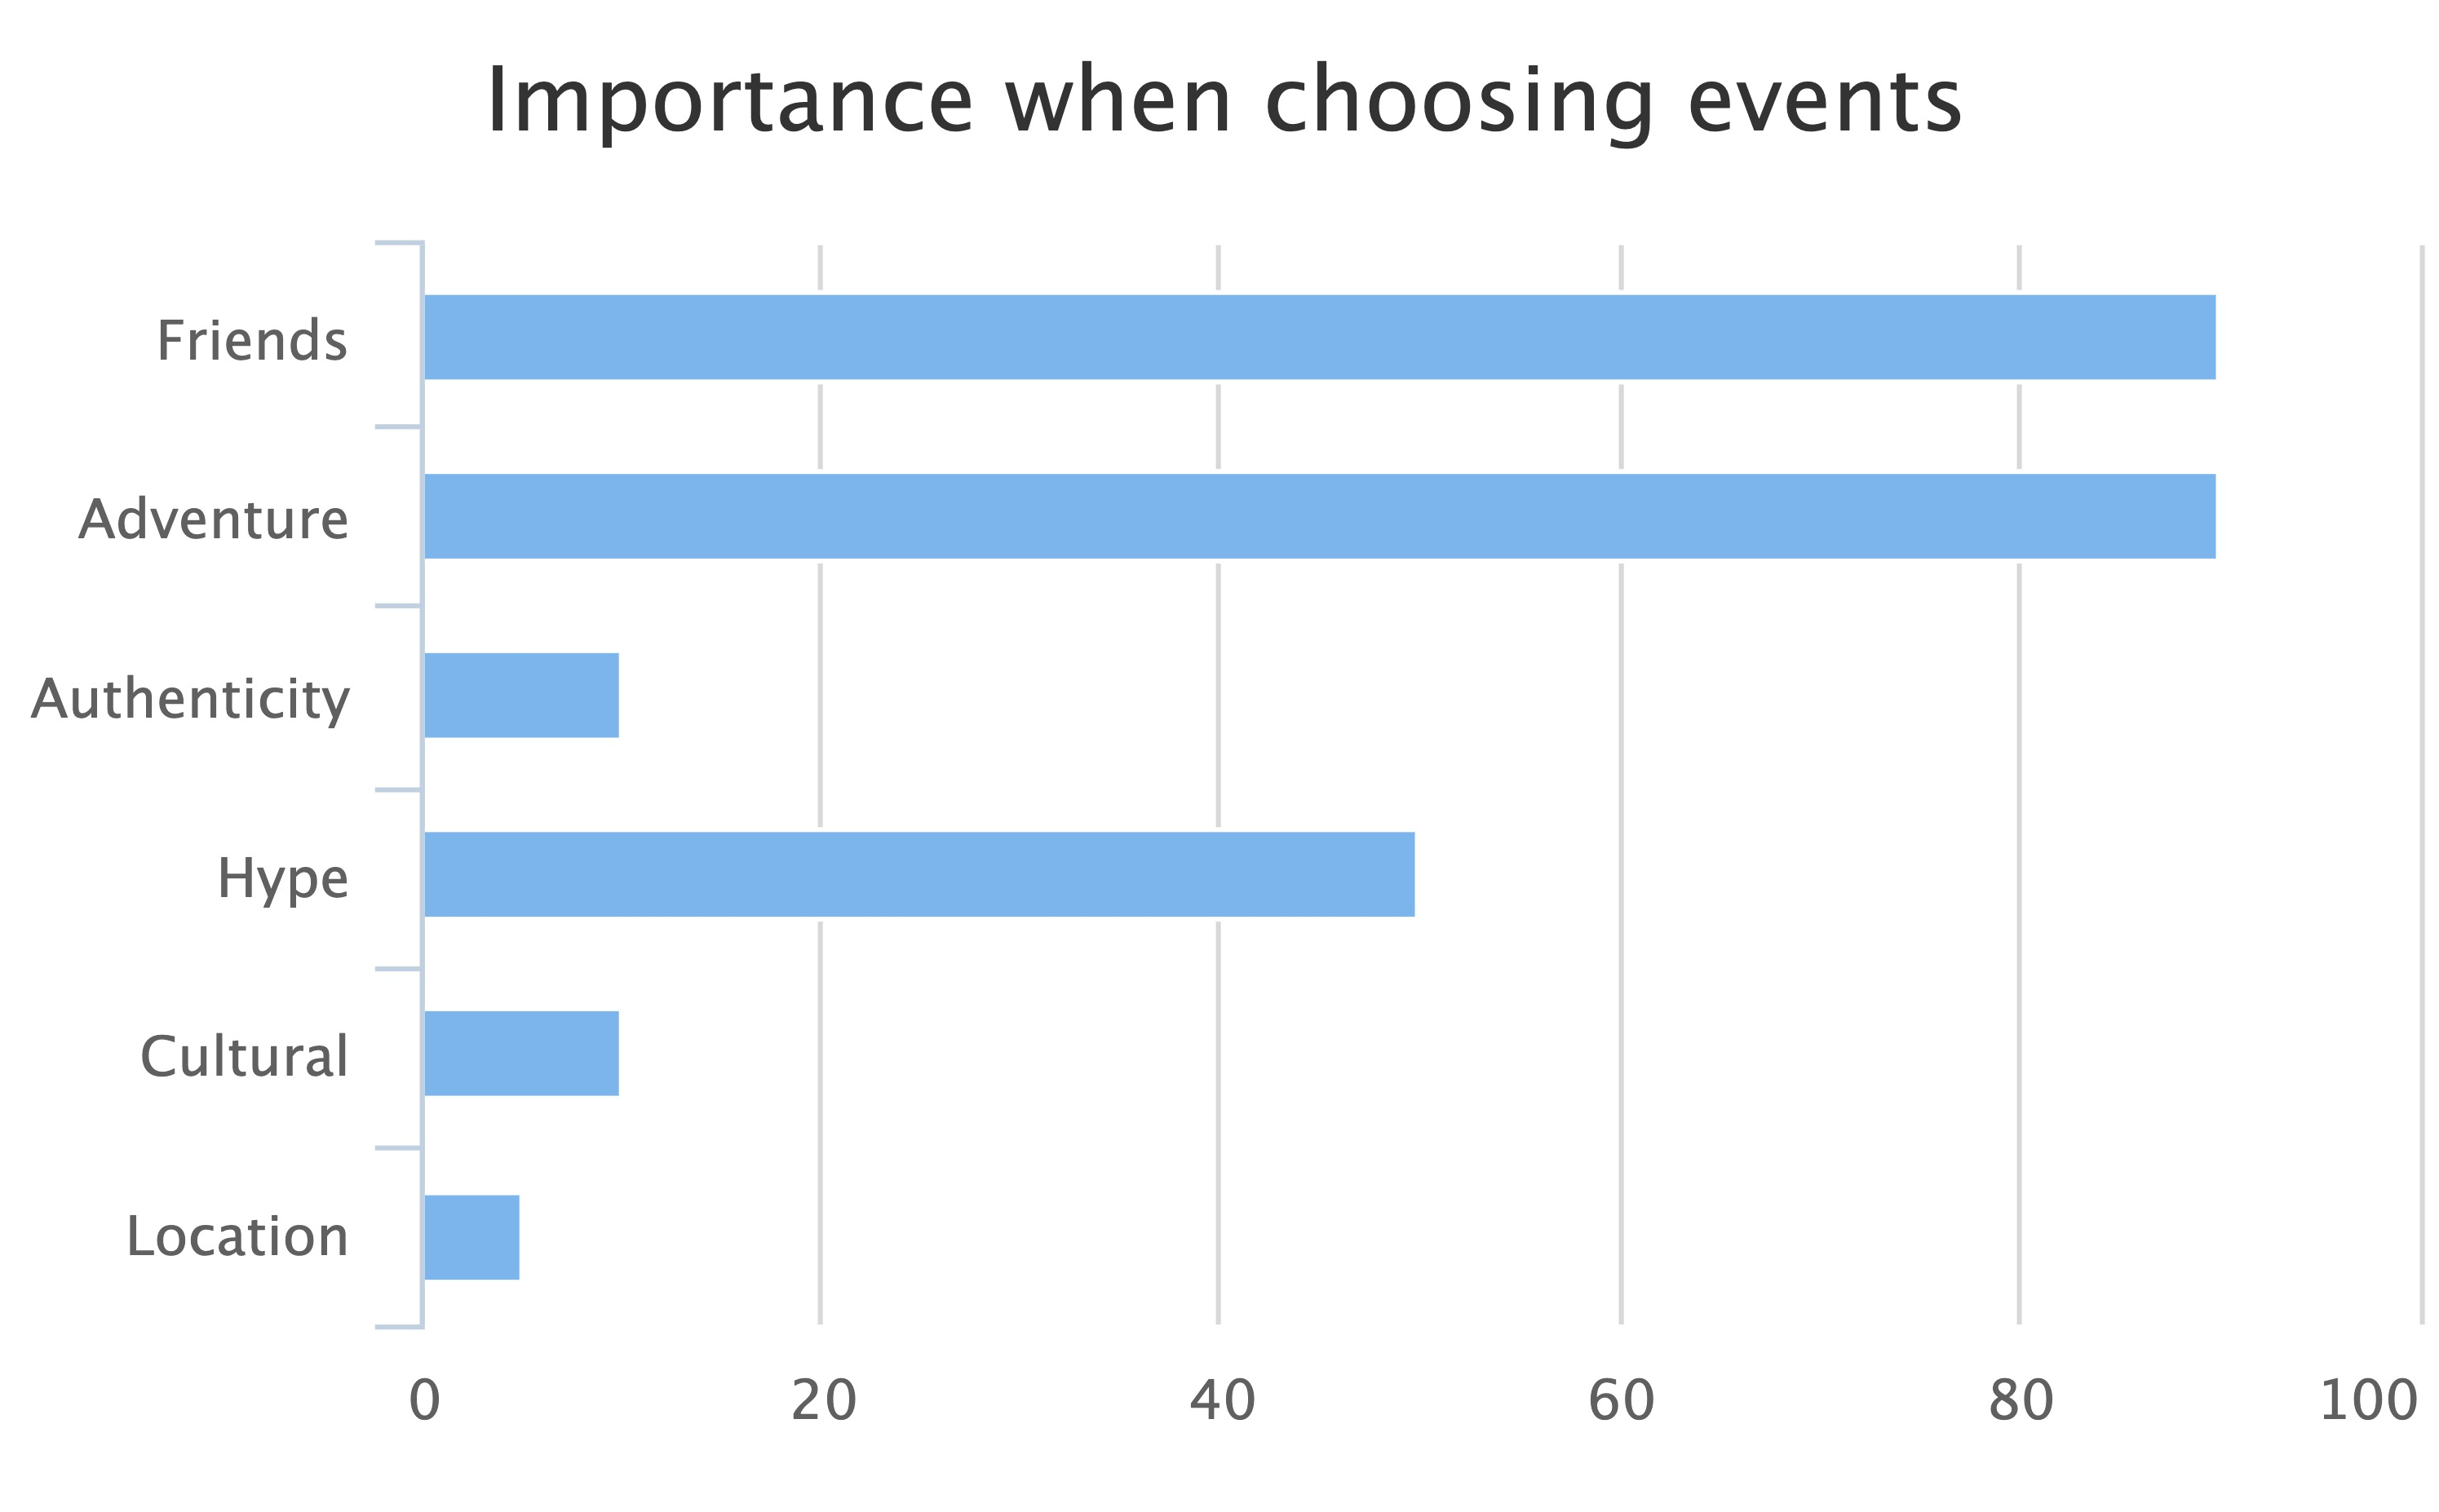 Importance when choosing events
Friends
Adventure
Authenticity
Hype
Cultural
Location
0 20 40 60 80 100